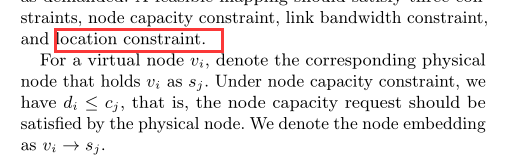 as demanded. A feasible mapping should satisfy three con-
straints, node capacity constraint, link bandwidth constraint,
and location constraint.
For a virtual node vᵢ, denote the corresponding physical
node that holds vᵢ as sⱼ. Under node capacity constraint, we
have dᵢ ≤ cⱼ, that is, the node capacity request should be
satisfied by the physical node. We denote the node embedding
as vᵢ → sⱼ.